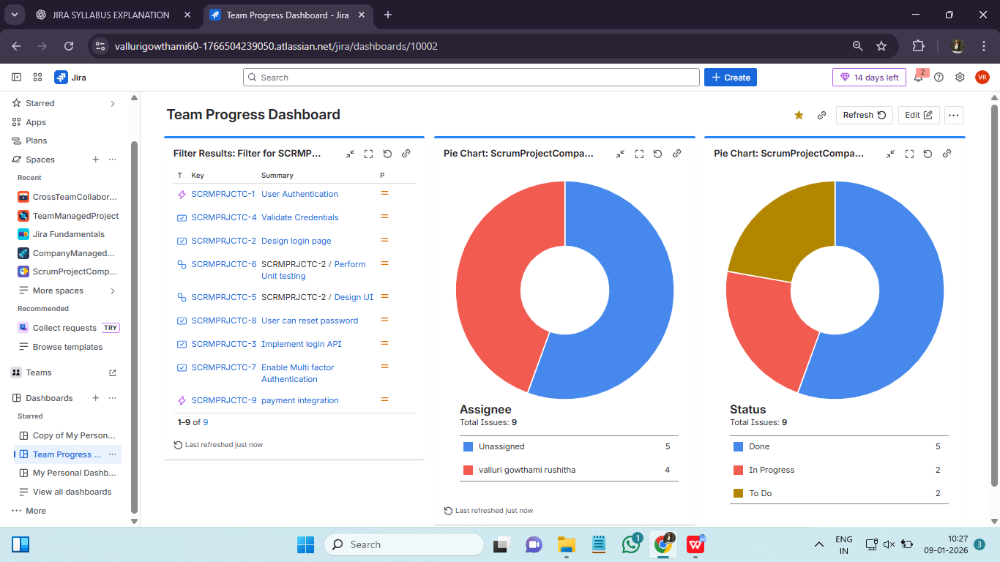 JIRA SYLLABUS EXPLANATION
Team Progress Dashboard - Jira
vallurigowthami60-1766504239050.atlassian.net/jira/dashboards/10002
Jira
Search
+ Create
14 days left
2
VR
Starred
Apps
Plans
Spaces
Recent
CrossTeamCollabor...
TeamManagedProject
Jira Fundamentals
CompanyManaged...
ScrumProjectComp...
More spaces
Recommended
Collect requests TRY
Browse templates
Teams
Dashboards
Starred
Copy of My Person...
Team Progress ...
My Personal Dashb...
View all dashboards
More
Team Progress Dashboard
Refresh
Edit
Filter Results: Filter for SCRMP...
T Key Summary P
SCRMPRJCTC-1 User Authentication
SCRMPRJCTC-4 Validate Credentials
SCRMPRJCTC-2 Design login page
SCRMPRJCTC-6 SCRMPRJCTC-2 / Perform
Unit testing
SCRMPRJCTC-5 SCRMPRJCTC-2 / Design UI
SCRMPRJCTC-8 User can reset password
SCRMPRJCTC-3 Implement login API
SCRMPRJCTC-7 Enable Multi factor
Authentication
SCRMPRJCTC-9 payment integration
1–9 of 9
Last refreshed just now
Pie Chart: ScrumProjectCompa...
Assignee
Total Issues: 9
Unassigned 5
valluri gowthami rushitha 4
Last refreshed just now
Pie Chart: ScrumProjectCompa...
Status
Total Issues: 9
Done 5
In Progress 2
To Do 2
Search
1
ENG
IN
10:27
09-01-2026
3